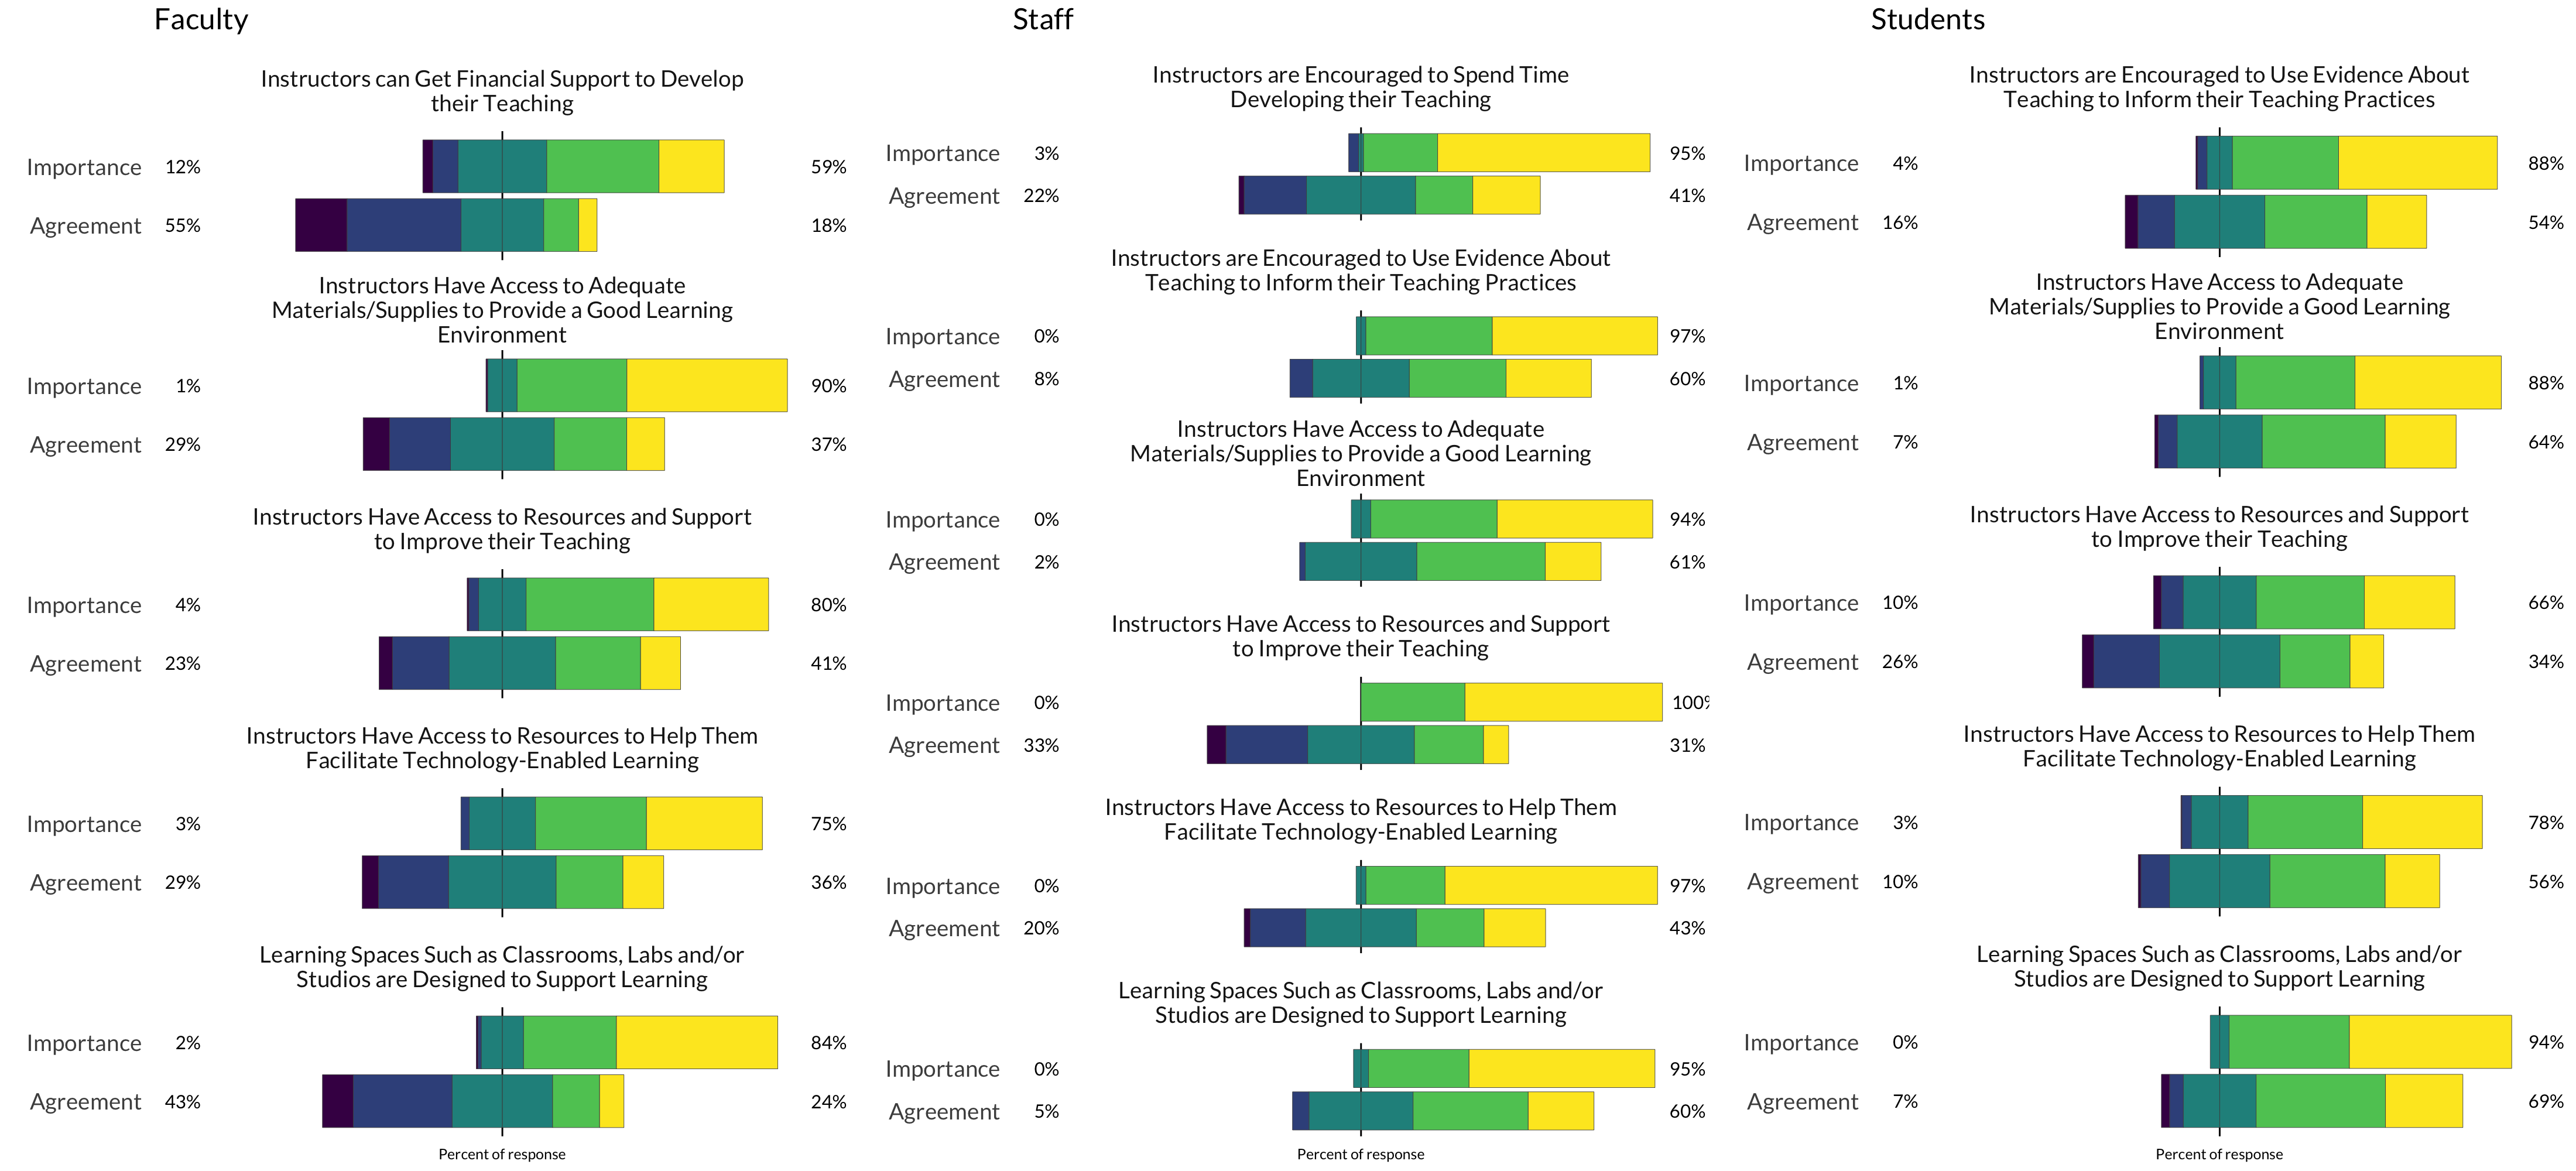 Faculty
Instructors can Get Financial Support to Develop
their Teaching
Importance 12% 59%
Agreement 55% 18%
Instructors Have Access to Adequate
Materials/Supplies to Provide a Good Learning
Environment
Importance 1% 90%
Agreement 29% 37%
Instructors Have Access to Resources and Support
to Improve their Teaching
Importance 4% 80%
Agreement 23% 41%
Instructors Have Access to Resources to Help Them
Facilitate Technology-Enabled Learning
Importance 3% 75%
Agreement 29% 36%
Learning Spaces Such as Classrooms, Labs and/or
Studios are Designed to Support Learning
Importance 2% 84%
Agreement 43% 24%
Percent of response
Staff
Instructors are Encouraged to Spend Time
Developing their Teaching
Importance 3% 95%
Agreement 22% 41%
Instructors are Encouraged to Use Evidence About
Teaching to Inform their Teaching Practices
Importance 0% 97%
Agreement 8% 60%
Instructors Have Access to Adequate
Materials/Supplies to Provide a Good Learning
Environment
Importance 0% 94%
Agreement 2% 61%
Instructors Have Access to Resources and Support
to Improve their Teaching
Importance 0% 100%
Agreement 33% 31%
Instructors Have Access to Resources to Help Them
Facilitate Technology-Enabled Learning
Importance 0% 97%
Agreement 20% 43%
Learning Spaces Such as Classrooms, Labs and/or
Studios are Designed to Support Learning
Importance 0% 95%
Agreement 5% 60%
Percent of response
Students
Instructors are Encouraged to Use Evidence About
Teaching to Inform their Teaching Practices
Importance 4% 88%
Agreement 16% 54%
Instructors Have Access to Adequate
Materials/Supplies to Provide a Good Learning
Environment
Importance 1% 88%
Agreement 7% 64%
Instructors Have Access to Resources and Support
to Improve their Teaching
Importance 10% 66%
Agreement 26% 34%
Instructors Have Access to Resources to Help Them
Facilitate Technology-Enabled Learning
Importance 3% 78%
Agreement 10% 56%
Learning Spaces Such as Classrooms, Labs and/or
Studios are Designed to Support Learning
Importance 0% 94%
Agreement 7% 69%
Percent of response